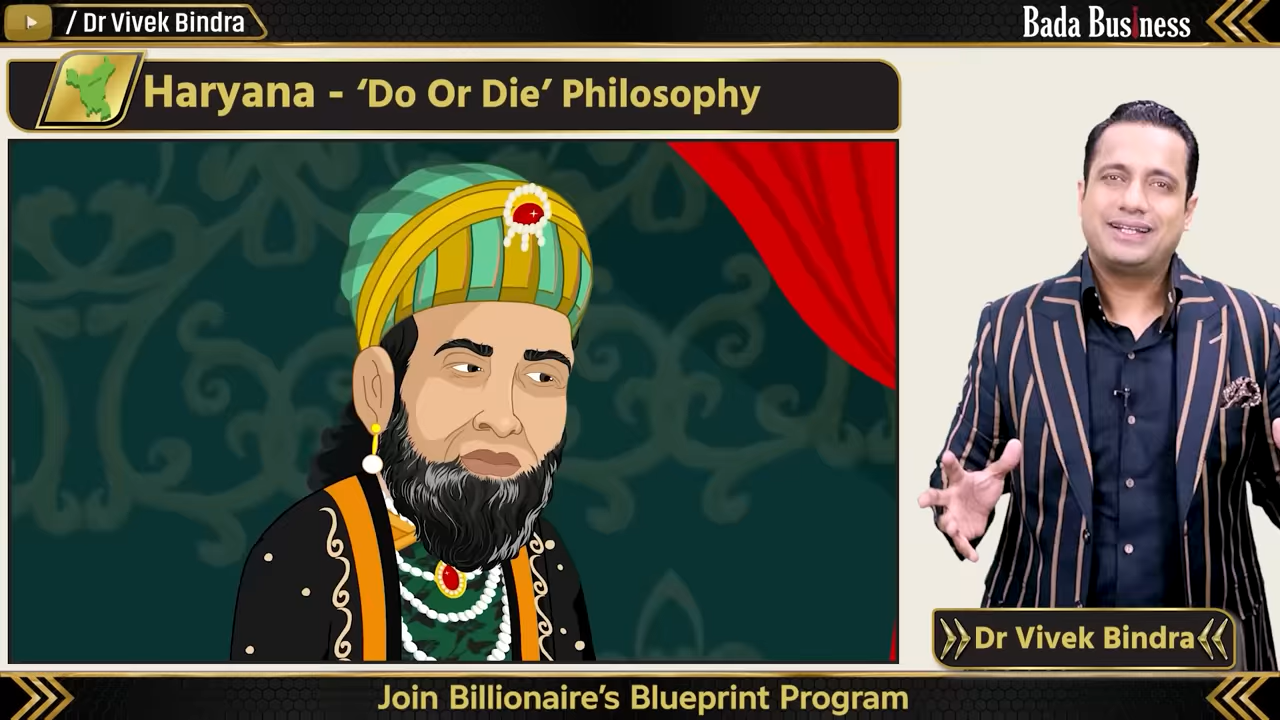 / Dr Vivek Bindra
Bada Business
Haryana - ‘Do Or Die’ Philosophy
Dr Vivek Bindra
Join Billionaire’s Blueprint Program